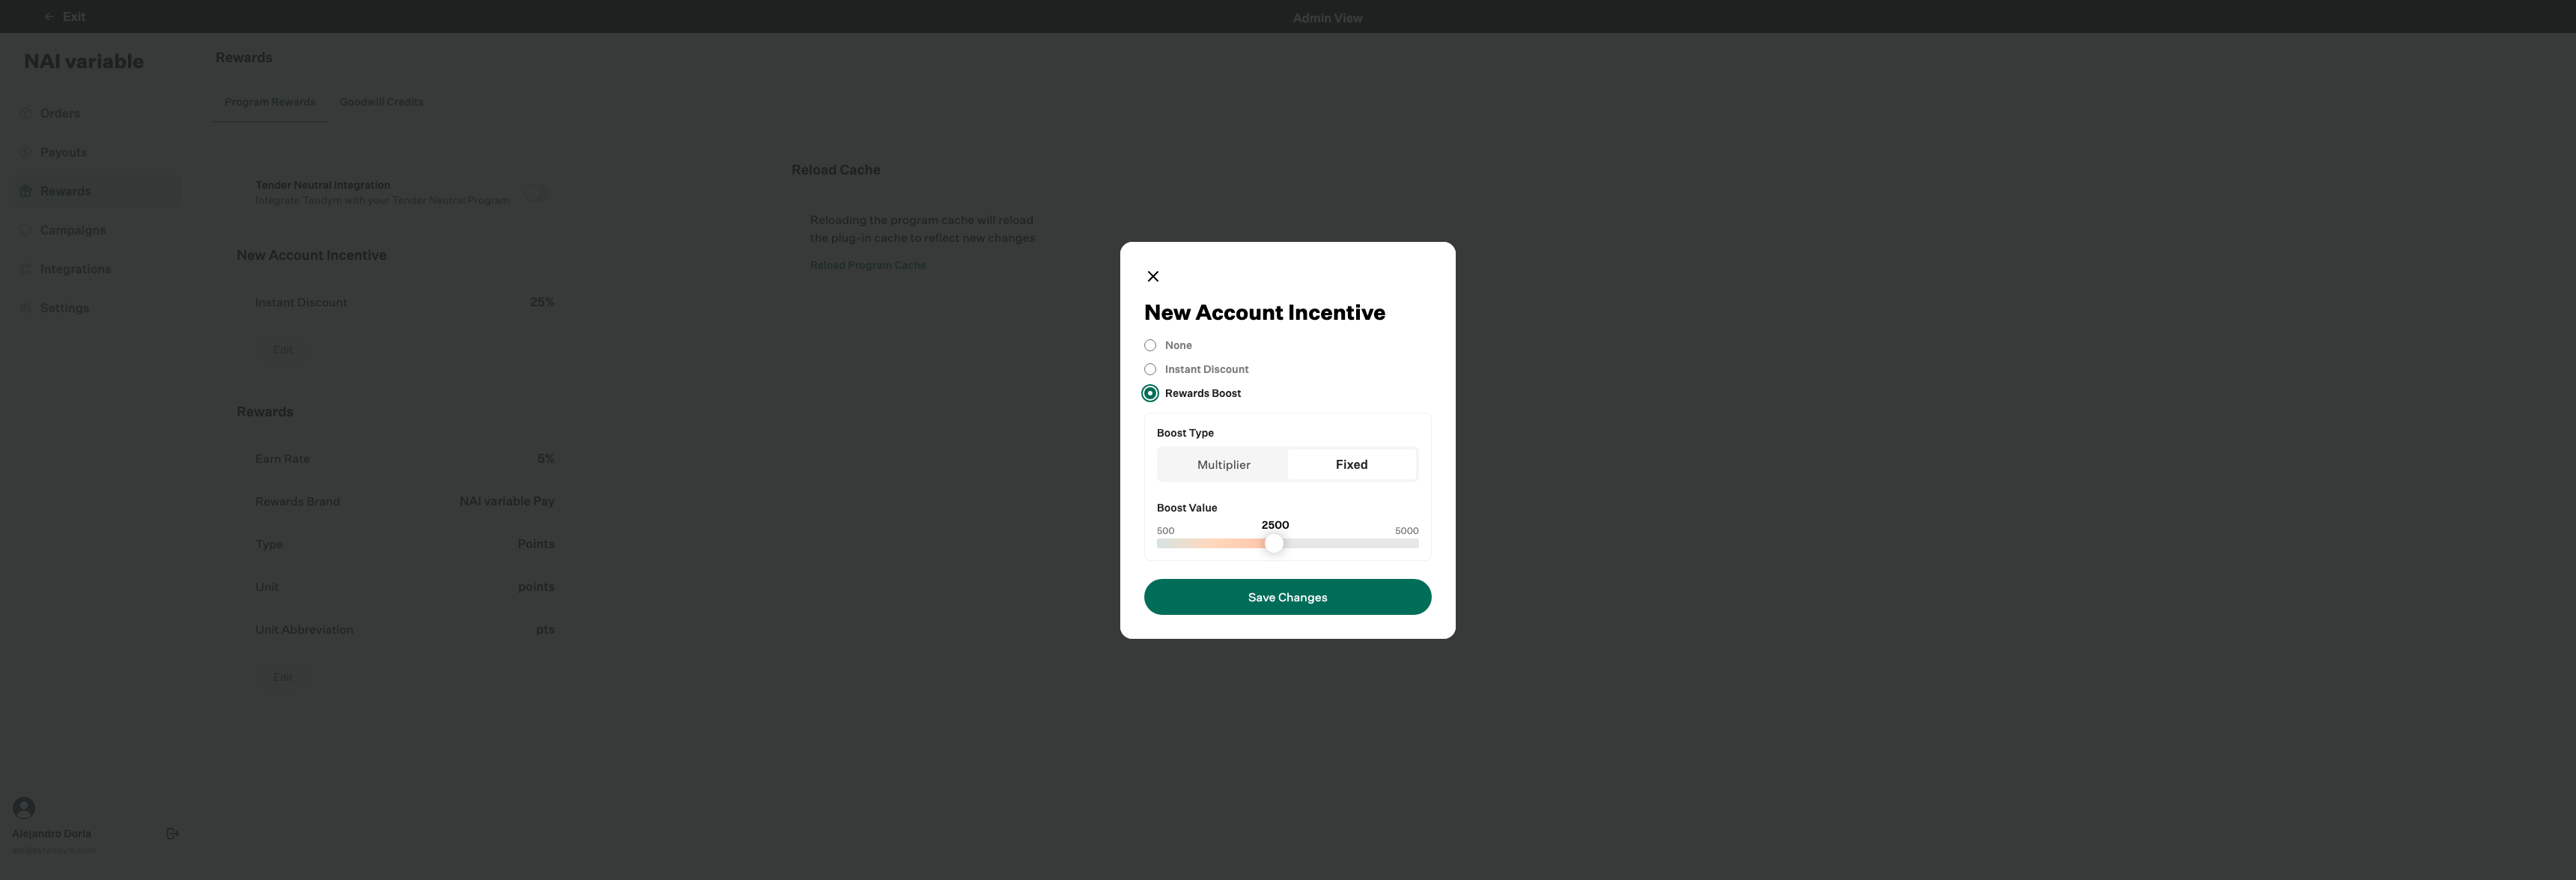 Exit
Admin View
NAI variable
Orders
Payouts
Rewards
Campaigns
Integrations
Settings
Alejandro Doria
ale@bytandym.com
Rewards
Program Rewards
Goodwill Credits
Tender Neutral Integration
Integrate Tandym with your Tender Neutral Program
New Account Incentive
Instant Discount 25%
Edit
Rewards
Earn Rate 5%
Rewards Brand NAI variable Pay
Type Points
Unit points
Unit Abbreviation pts
Edit
Reload Cache
Reloading the program cache will reload
the plug-in cache to reflect new changes
Reload Program Cache
New Account Incentive
None
Instant Discount
Rewards Boost
Boost Type
Multiplier Fixed
Boost Value
500 2500 5000
Save Changes